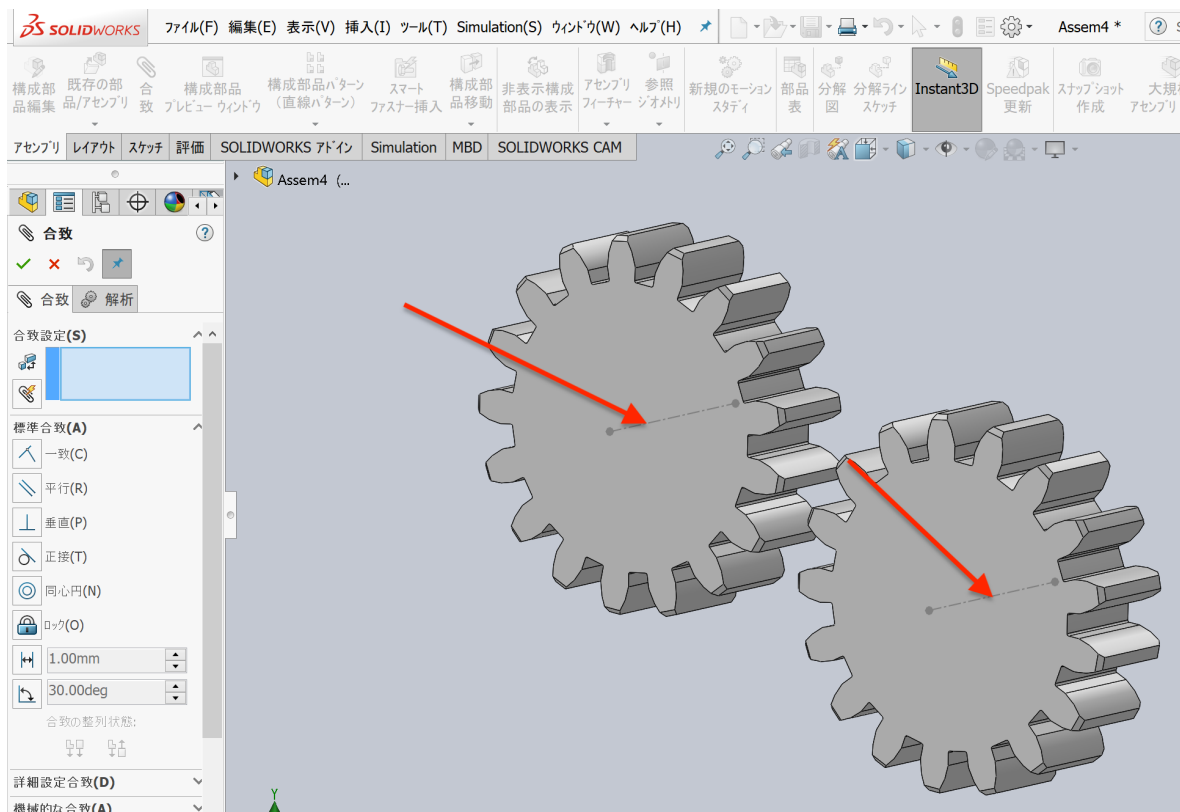 SOLIDWORKS ファイル(F) 編集(E) 表示(V) 挿入(I) ツール(T) Simulation(S) ウィンドウ(W) ヘルプ(H) Assem4 * ?
構成部
品編集
既存の部
品/アセンブリ
合
致
構成部品
プレビュー ウィンドウ
構成部品パターン
(直線パターン)
スマート
ファスナー挿入
構成部
品移動
非表示構成
部品の表示
アセンブリ
フィーチャー
参照
ジオメトリ
新規のモーション
スタディ
部品
表
分解
図
分解ライン
スケッチ
Instant3D
Speedpak
更新
スナップショット
作成
大規
アセンブリ
アセンブリ レイアウト スケッチ 評価 SOLIDWORKS アドイン Simulation MBD SOLIDWORKS CAM
Assem4 (...
合致 ?
合致 解析
合致設定(S)
標準合致(A)
一致(C)
平行(R)
垂直(P)
正接(T)
同心円(N)
ロック(O)
1.00mm
30.00deg
合致の整列状態:
詳細設定合致(D)
機械的な合致(A)
Y